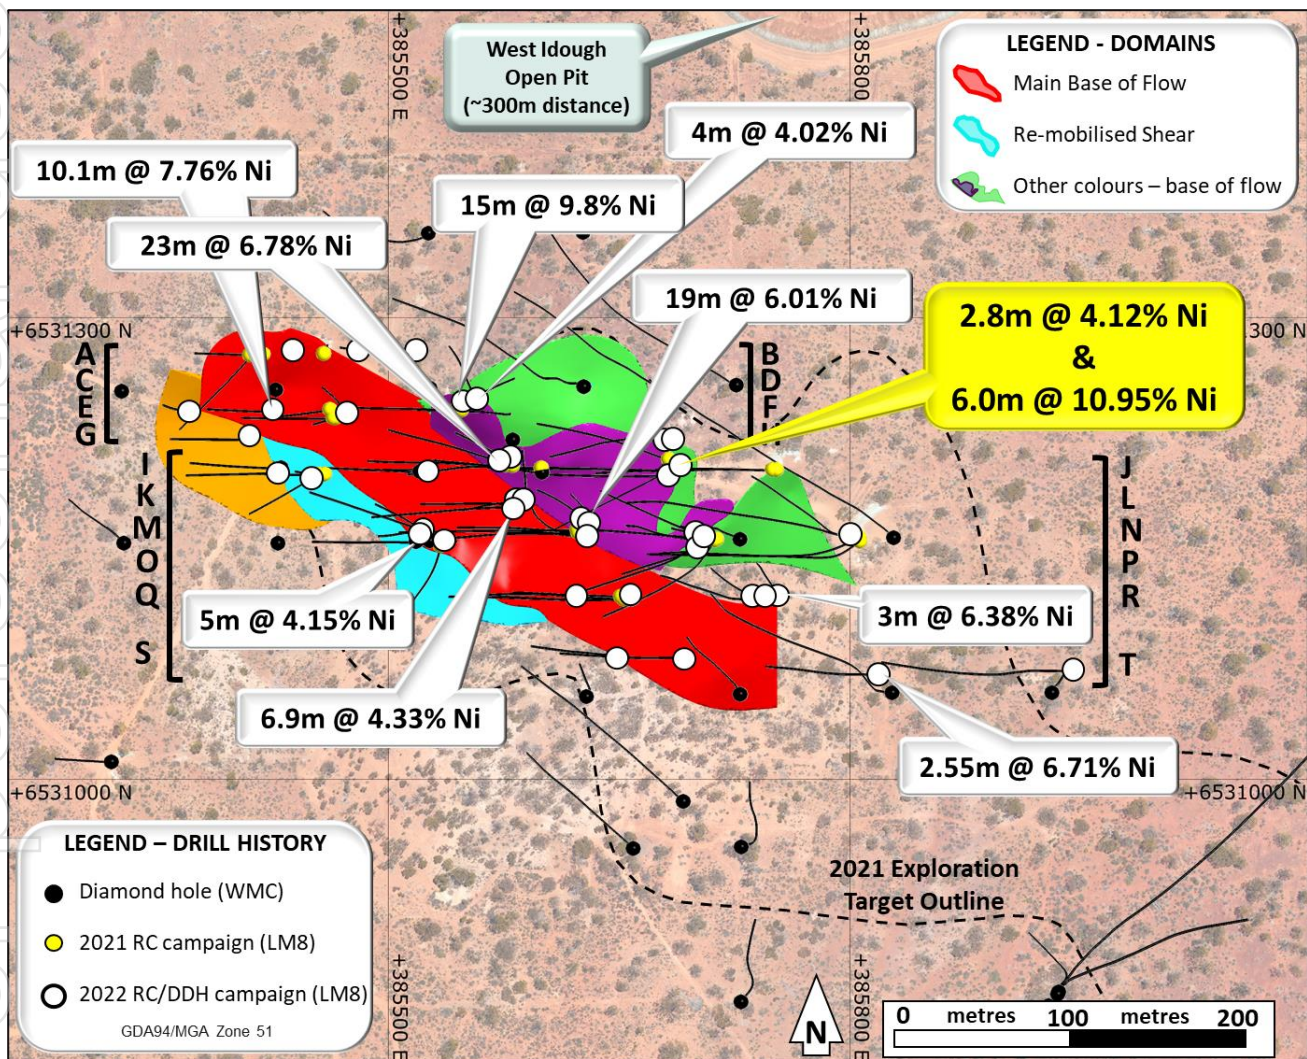 +385500 E
+385800
West Idough
Open Pit
(~300m distance)
LEGEND - DOMAINS
Main Base of Flow
Re-mobilised Shear
Other colours – base of flow
4m @ 4.02% Ni
10.1m @ 7.76% Ni
15m @ 9.8% Ni
23m @ 6.78% Ni
19m @ 6.01% Ni
2.8m @ 4.12% Ni
&
6.0m @ 10.95% Ni
+6531300 N
300 N
A
C
E
G
B
D
F
I
K
M
O
Q
S
J
L
N
P
R
T
5m @ 4.15% Ni
3m @ 6.38% Ni
6.9m @ 4.33% Ni
2.55m @ 6.71% Ni
+6531000 N
+6531000 N
LEGEND – DRILL HISTORY
Diamond hole (WMC)
2021 RC campaign (LM8)
2022 RC/DDH campaign (LM8)
GDA94/MGA Zone 51
2021 Exploration
Target Outline
+385500 E
+385800 E
N
0 metres 100 metres 200